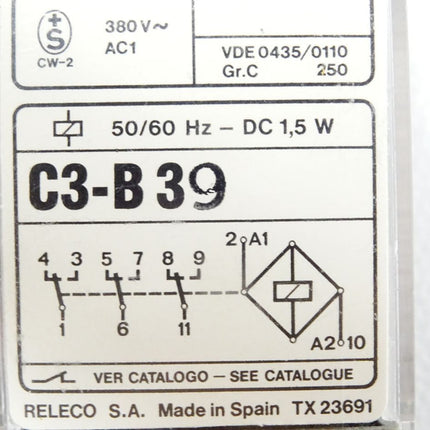 +
S
CW-2
380 V~
AC1
VDE 0435/0110
Gr.C 250
50/60 Hz – DC 1,5 W
C3-B 39
2 A1
4 3 5 7 8 9
1 6 11
A2 10
VER CATALOGO – SEE CATALOGUE
RELECO S.A. Made in Spain TX 23691